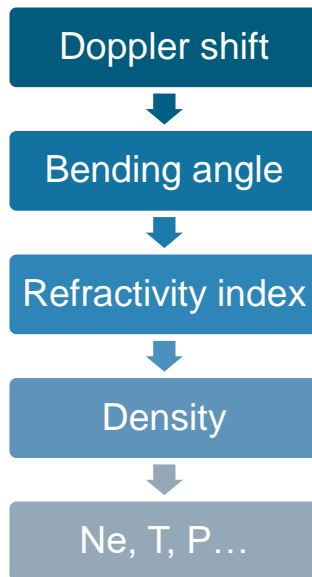 Doppler shift
Bending angle
Refractivity index
Density
Ne, T, P…